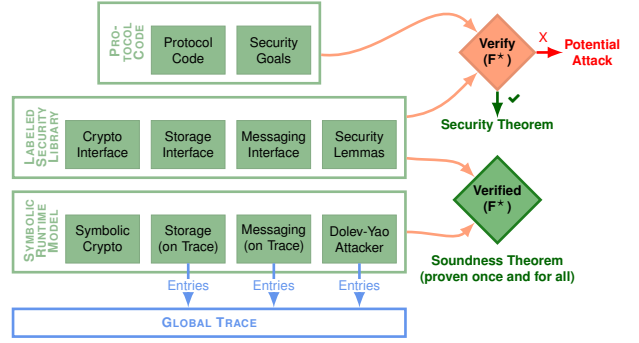 PRO-
TOCOL
CODE
Protocol
Code
Security
Goals
Verify
(F⋆)
X
Potential
Attack
✔
Security Theorem
LABELED
SECURITY
LIBRARY
Crypto
Interface
Storage
Interface
Messaging
Interface
Security
Lemmas
Verified
(F⋆)
SYMBOLIC
RUNTIME
MODEL
Symbolic
Crypto
Storage
(on Trace)
Messaging
(on Trace)
Dolev-Yao
Attacker
Soundness Theorem
(proven once and for all)
Entries
Entries
Entries
GLOBAL TRACE